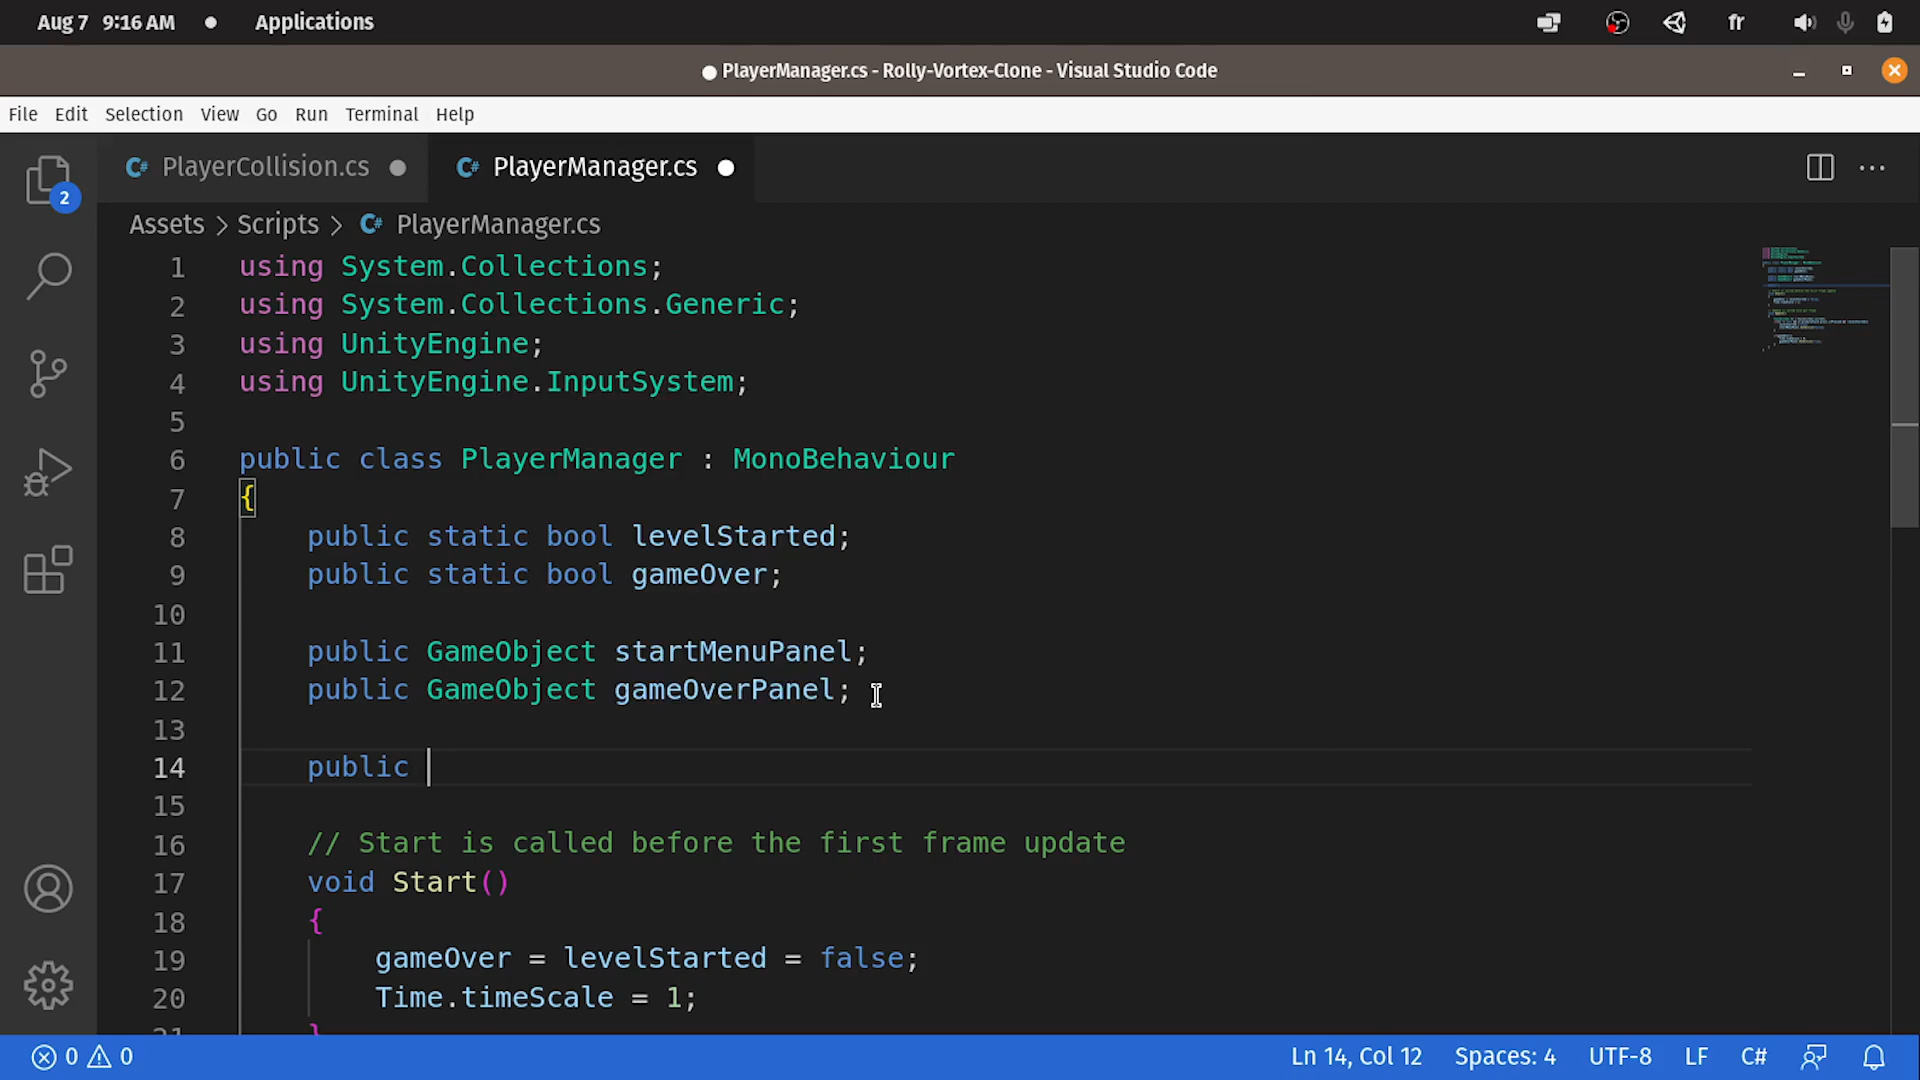 Aug 7 9:16 AM Applications fr
PlayerManager.cs - Rolly-Vortex-Clone - Visual Studio Code
File Edit Selection View Go Run Terminal Help
2
C# PlayerCollision.cs C# PlayerManager.cs
Assets > Scripts > C# PlayerManager.cs
1 using System.Collections;
2 using System.Collections.Generic;
3 using UnityEngine;
4 using UnityEngine.InputSystem;
5
6 public class PlayerManager : MonoBehaviour
7 {
8 public static bool levelStarted;
9 public static bool gameOver;
10
11 public GameObject startMenuPanel;
12 public GameObject gameOverPanel;
13
14 public
15
16 // Start is called before the first frame update
17 void Start()
18 {
19 gameOver = levelStarted = false;
20 Time.timeScale = 1;
21 }
0 0 Ln 14, Col 12 Spaces: 4 UTF-8 LF C#